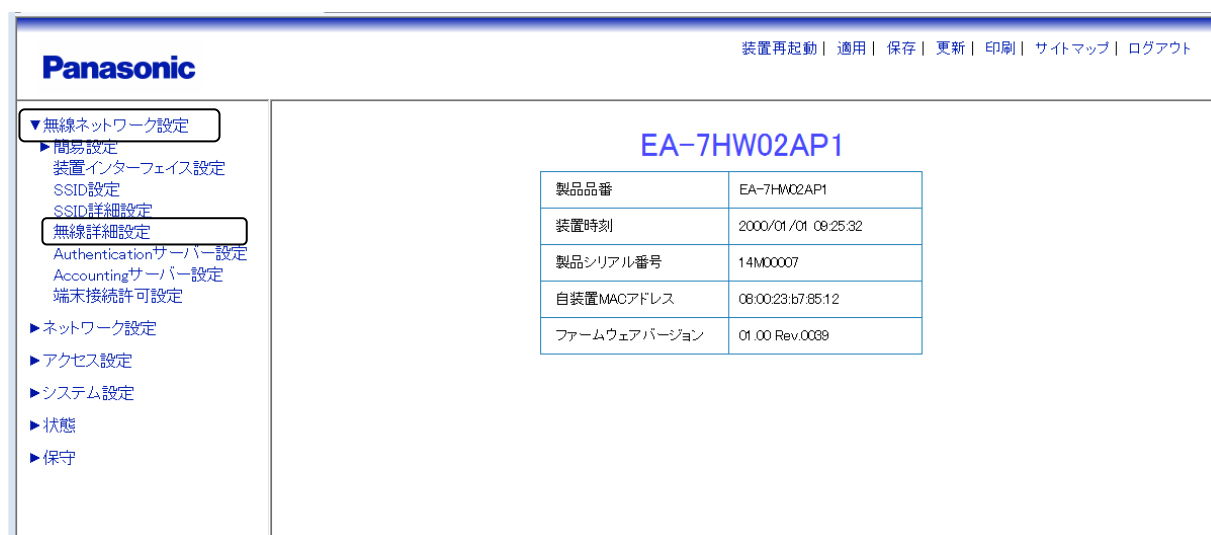 Panasonic
装置再起動| 適用| 保存| 更新| 印刷| サイトマップ| ログアウト
▼無線ネットワーク設定
▶簡易設定
装置インターフェイス設定
SSID設定
SSID詳細設定
無線詳細設定
Authenticationサーバー設定
Accountingサーバー設定
端末接続許可設定
▶ネットワーク設定
▶アクセス設定
▶システム設定
▶状態
▶保守
EA-7HW02AP1
製品品番 EA-7HW02AP1
装置時刻 2000/01/01 09:25:32
製品シリアル番号 14M00007
自装置MACアドレス 08:00:23:b7:85:12
ファームウェアバージョン 01.00 Rev.0039